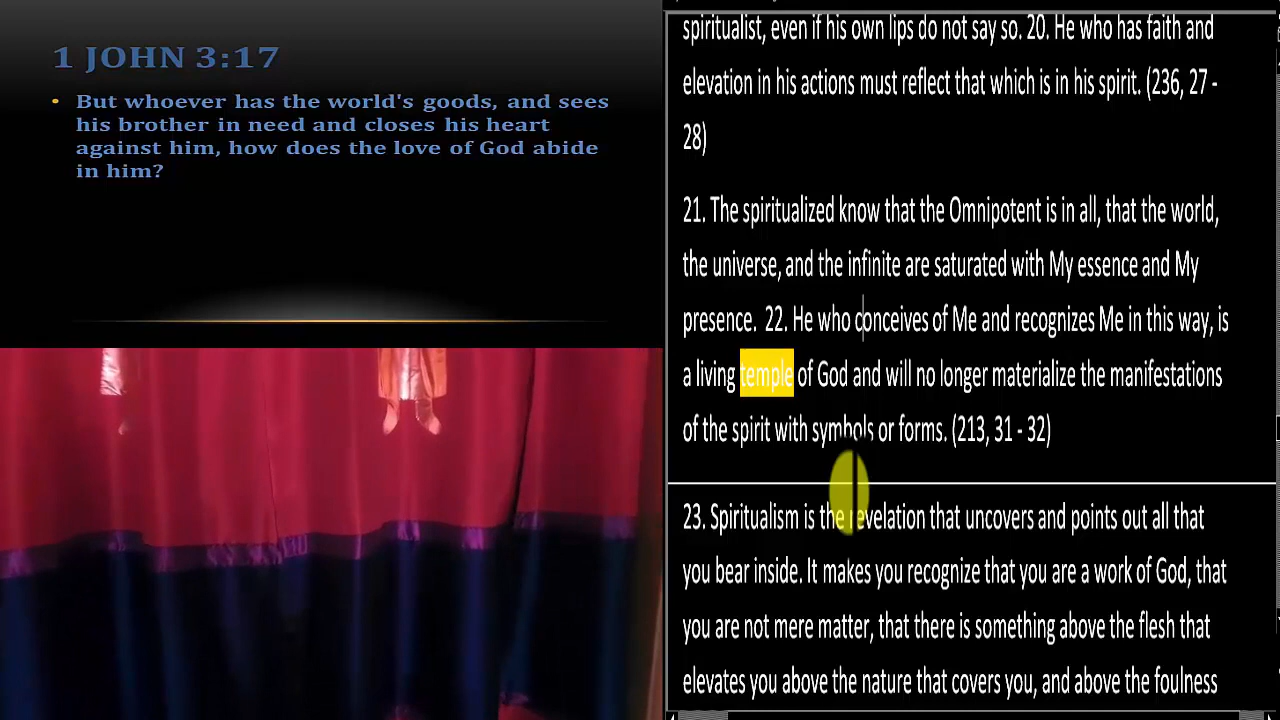 1 JOHN 3:17
• But whoever has the world's goods, and sees
his brother in need and closes his heart
against him, how does the love of God abide
in him?
spiritualist, even if his own lips do not say so. 20. He who has faith and
elevation in his actions must reflect that which is in his spirit. (236, 27 -
28)
21. The spiritualized know that the Omnipotent is in all, that the world,
the universe, and the infinite are saturated with My essence and My
presence. 22. He who conceives of Me and recognizes Me in this way, is
a living temple of God and will no longer materialize the manifestations
of the spirit with symbols or forms. (213, 31 - 32)
23. Spiritualism is the revelation that uncovers and points out all that
you bear inside. It makes you recognize that you are a work of God, that
you are not mere matter, that there is something above the flesh that
elevates you above the nature that covers you, and above the foulness